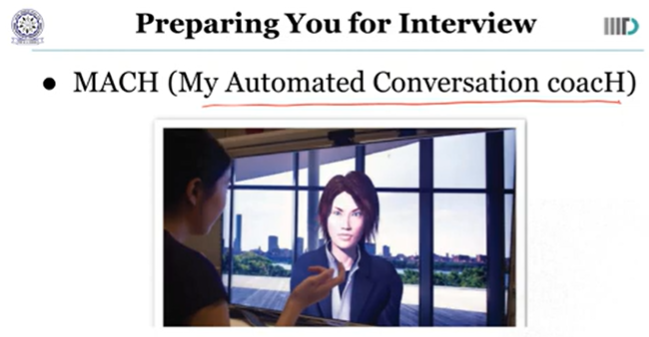 Preparing You for Interview
● MACH (My Automated Conversation coacH)